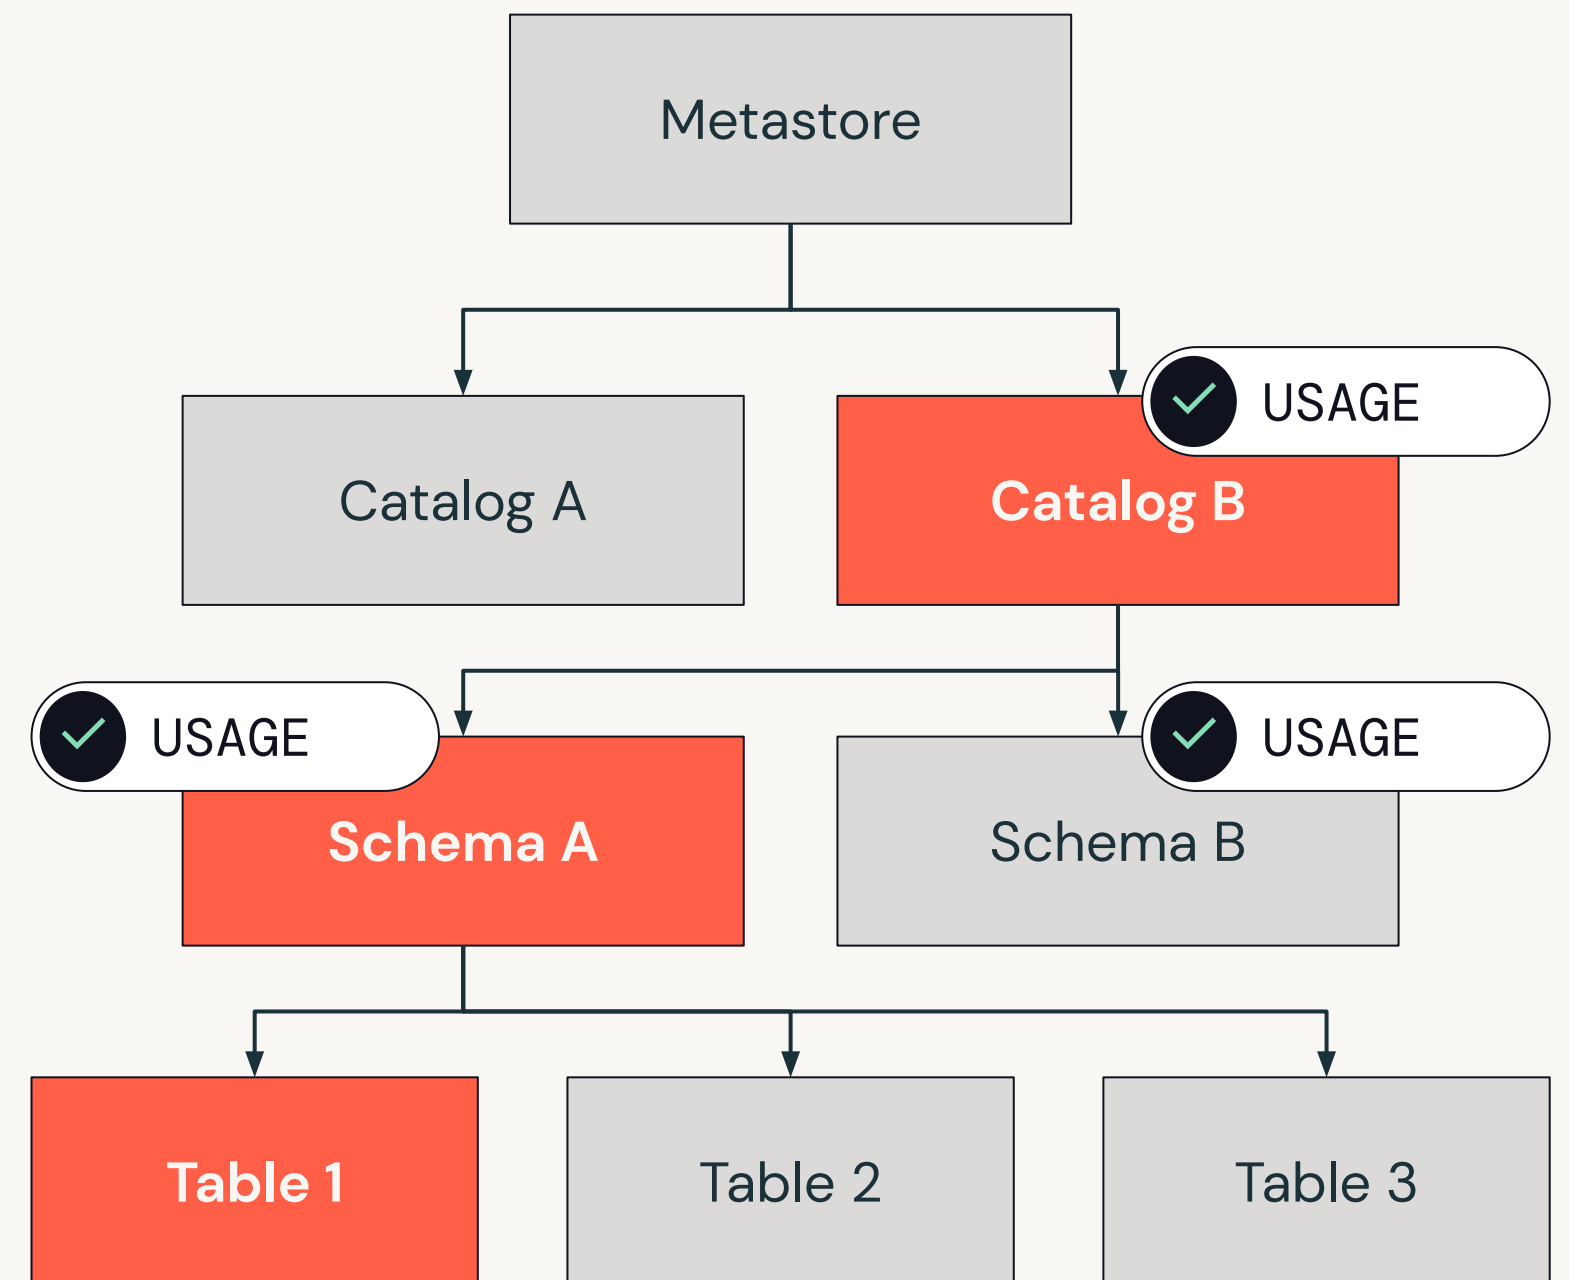 Metastore
USAGE
Catalog A
Catalog B
USAGE
USAGE
Schema A
Schema B
Table 1
Table 2
Table 3